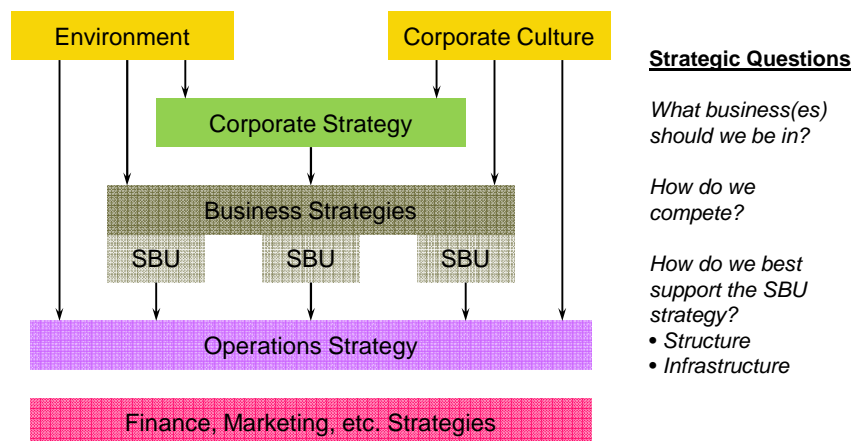 Environment
Corporate Culture
Corporate Strategy
Business Strategies
SBU
SBU
SBU
Operations Strategy
Finance, Marketing, etc. Strategies
Strategic Questions
What business(es)
should we be in?
How do we
compete?
How do we best
support the SBU
strategy?
• Structure
• Infrastructure